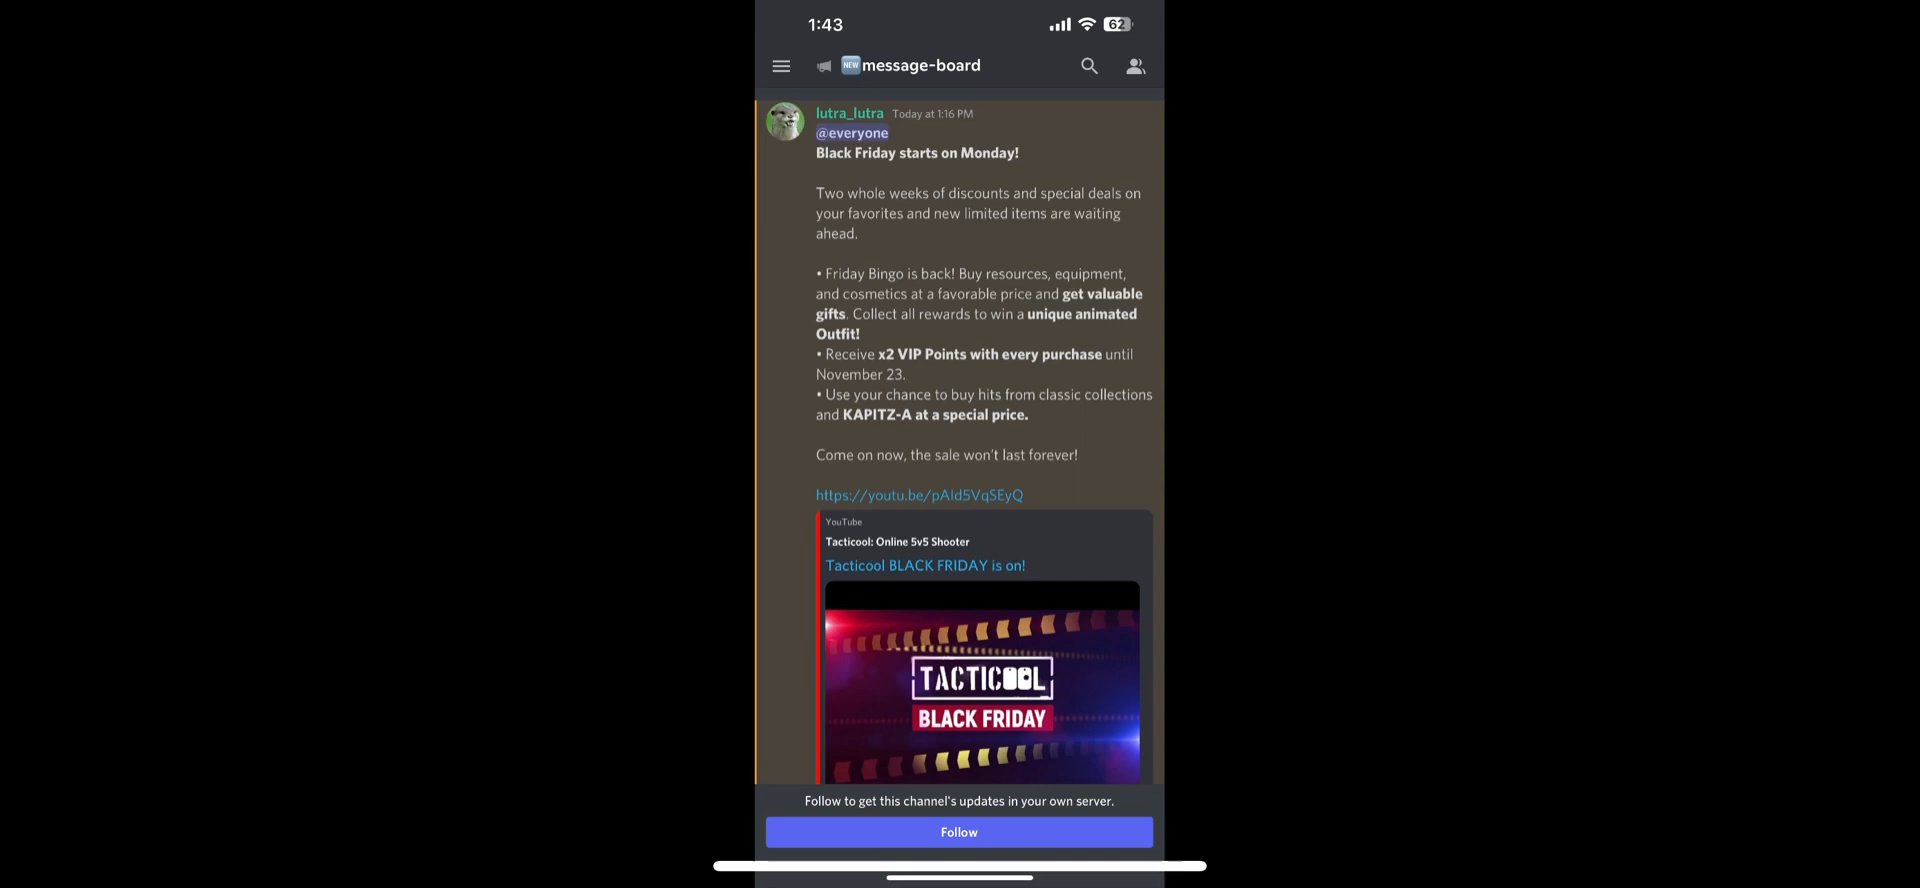 1:43
62
NEW message-board
lutra_lutra Today at 1:16 PM
@everyone
Black Friday starts on Monday!
Two whole weeks of discounts and special deals on
your favorites and new limited items are waiting
ahead.
• Friday Bingo is back! Buy resources, equipment,
and cosmetics at a favorable price and get valuable
gifts. Collect all rewards to win a unique animated
Outfit!
• Receive x2 VIP Points with every purchase until
November 23.
• Use your chance to buy hits from classic collections
and KAPITZ-A at a special price.
Come on now, the sale won't last forever!
https://youtu.be/pAld5VqSEyQ
YouTube
Tacticool: Online 5v5 Shooter
Tacticool BLACK FRIDAY is on!
TACTICOOL
BLACK FRIDAY
Follow to get this channel's updates in your own server.
Follow